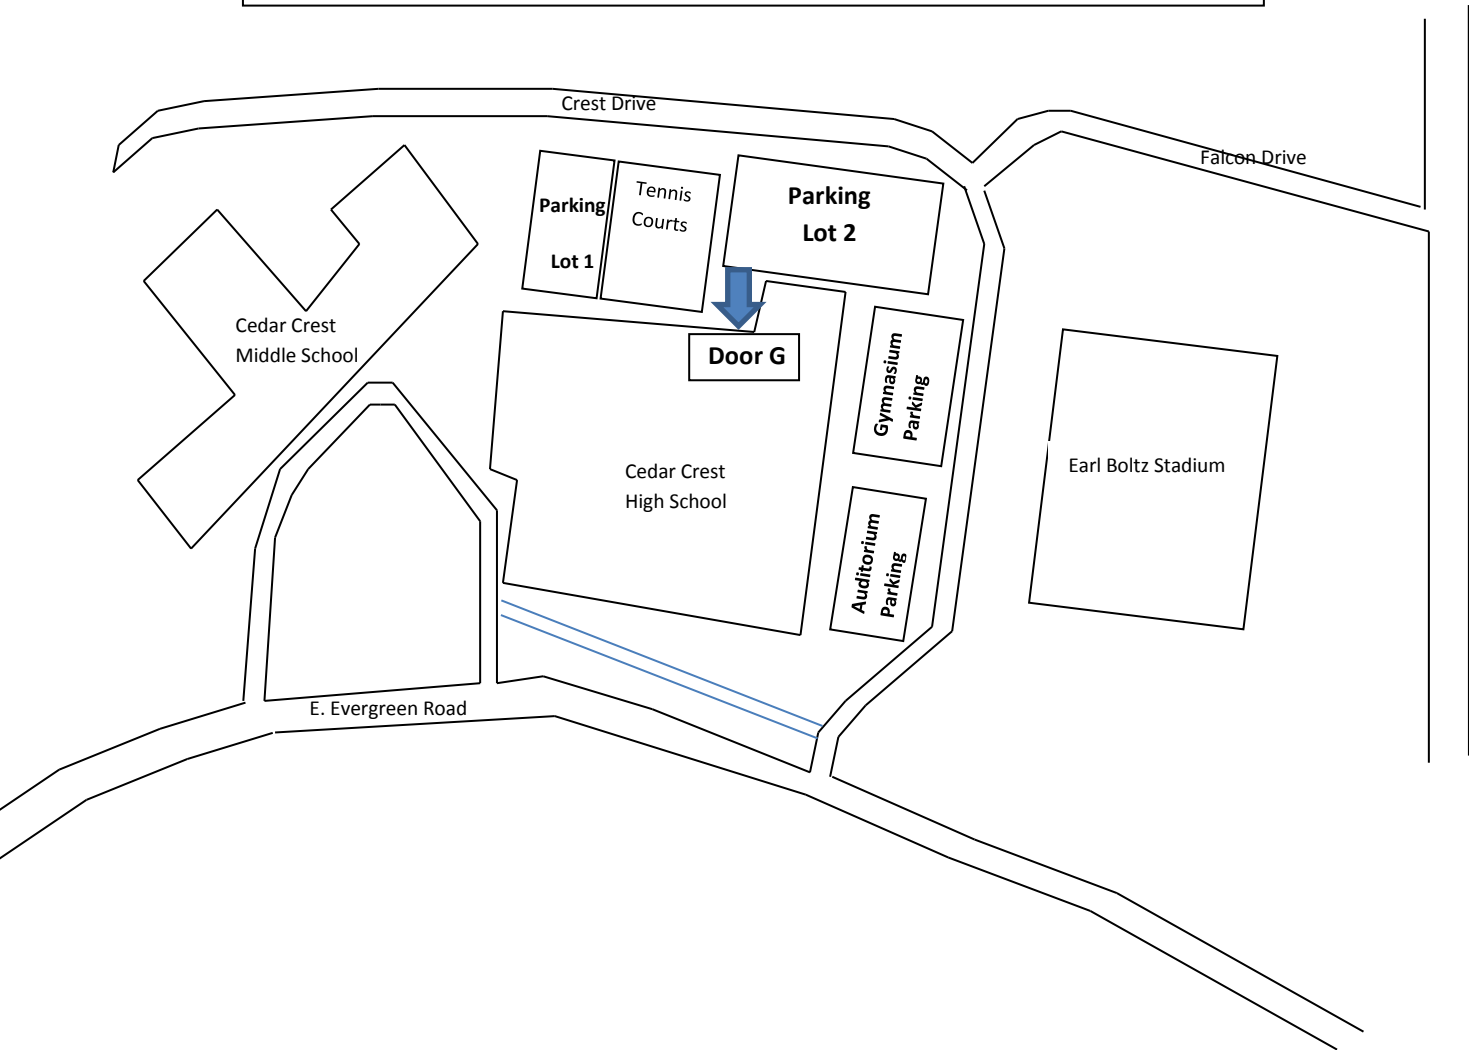 Crest Drive
Falcon Drive
Parking
Lot 1
Tennis
Courts
Parking
Lot 2
Cedar Crest
Middle School
Door G
Gymnasium
Parking
Cedar Crest
High School
Earl Boltz Stadium
Auditorium
Parking
E. Evergreen Road